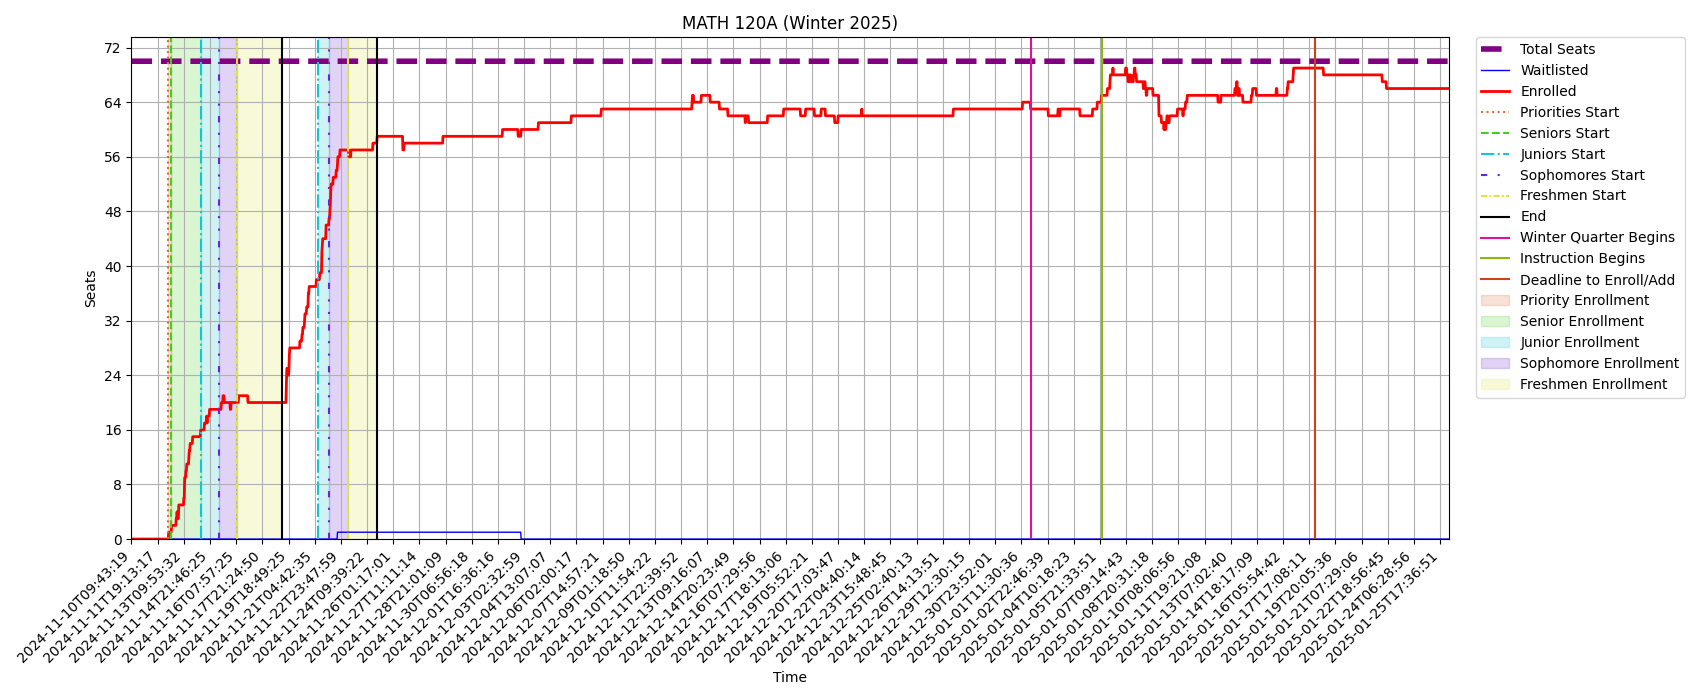 MATH 120A (Winter 2025)
72
64
56
48
40
32
24
16
8
0
Seats
2024-11-10T09:43:19
2024-11-11T19:13:17
2024-11-13T09:53:32
2024-11-14T21:46:25
2024-11-16T07:57:25
2024-11-17T21:24:50
2024-11-19T18:49:25
2024-11-21T04:42:35
2024-11-22T23:47:59
2024-11-24T09:39:22
2024-11-26T01:17:01
2024-11-27T11:11:14
2024-11-28T21:01:09
2024-11-30T06:56:18
2024-12-01T16:36:16
2024-12-03T02:32:59
2024-12-04T13:07:07
2024-12-06T02:00:17
2024-12-07T14:57:21
2024-12-09T01:18:50
2024-12-10T11:54:22
2024-12-11T22:39:52
2024-12-13T09:16:07
2024-12-14T20:23:49
2024-12-16T07:29:56
2024-12-17T18:13:06
2024-12-19T05:52:21
2024-12-20T17:03:47
2024-12-22T04:40:14
2024-12-23T15:48:45
2024-12-25T02:40:13
2024-12-26T14:13:51
2024-12-29T12:30:15
2024-12-30T23:52:01
2025-01-01T11:30:36
2025-01-02T22:46:39
2025-01-04T10:18:23
2025-01-05T21:33:51
2025-01-07T09:14:43
2025-01-08T20:31:18
2025-01-10T08:06:56
2025-01-11T19:21:08
2025-01-13T07:02:40
2025-01-14T18:17:09
2025-01-16T05:54:42
2025-01-17T17:08:11
2025-01-19T20:05:36
2025-01-21T07:29:06
2025-01-22T18:56:45
2025-01-24T06:28:56
2025-01-25T17:36:51
Time
Total Seats
Waitlisted
Enrolled
Priorities Start
Seniors Start
Juniors Start
Sophomores Start
Freshmen Start
End
Winter Quarter Begins
Instruction Begins
Deadline to Enroll/Add
Priority Enrollment
Senior Enrollment
Junior Enrollment
Sophomore Enrollment
Freshmen Enrollment